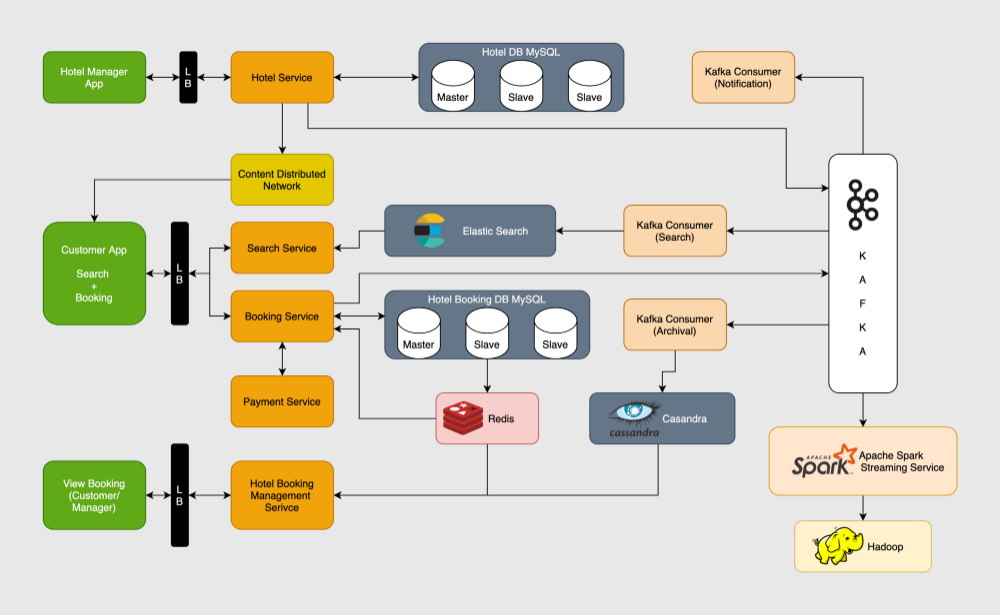 Hotel DB MySQL
Hotel Manager
App
L
B
Hotel Service
Master
Slave
Slave
Kafka Consumer
(Notification)
Content Distributed
Network
Customer App
Search
+
Booking
L
B
Search Service
Elastic Search
Kafka Consumer
(Search)
K
A
F
K
A
Booking Service
Hotel Booking DB MySQL
Master
Slave
Slave
Kafka Consumer
(Archival)
Payment Service
Redis
cassandra
Casandra
APACHE
Spark
Apache Spark
Streaming Service
View Booking
(Customer/
Manager)
L
B
Hotel Booking
Management
Serivce
Hadoop